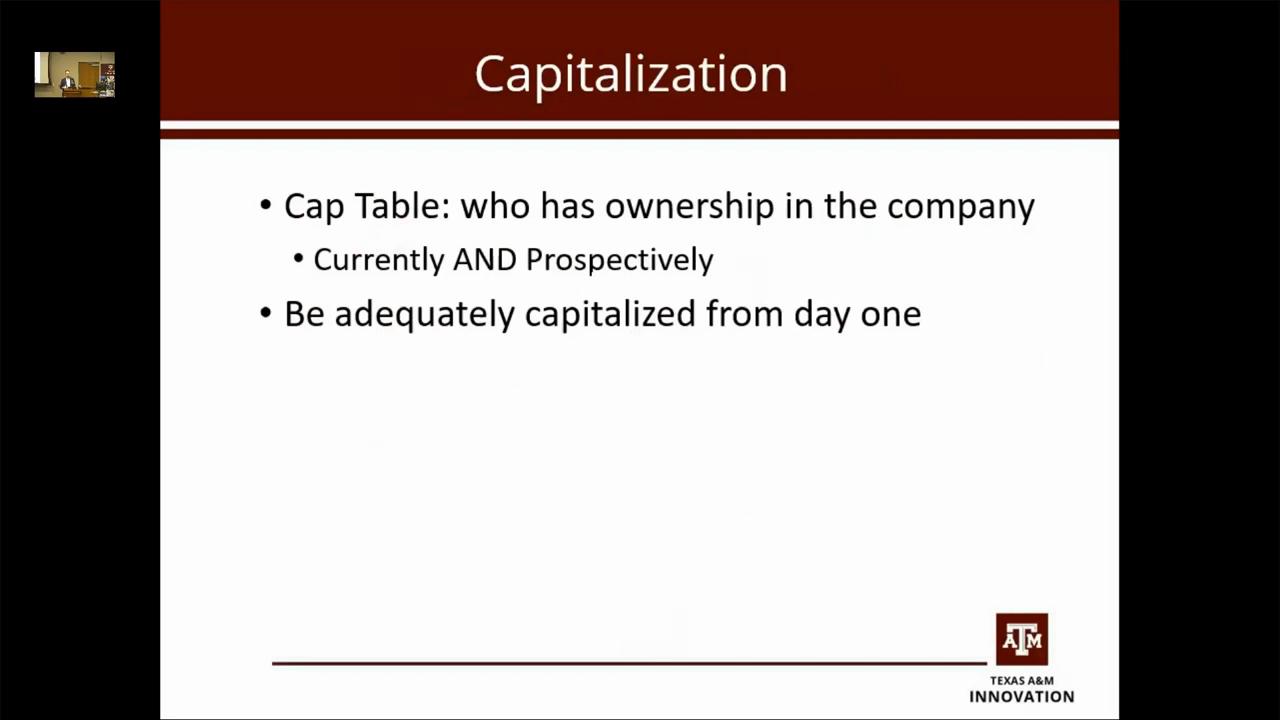 Capitalization
• Cap Table: who has ownership in the company
• Currently AND Prospectively
• Be adequately capitalized from day one
ATM
TEXAS A&M
INNOVATION